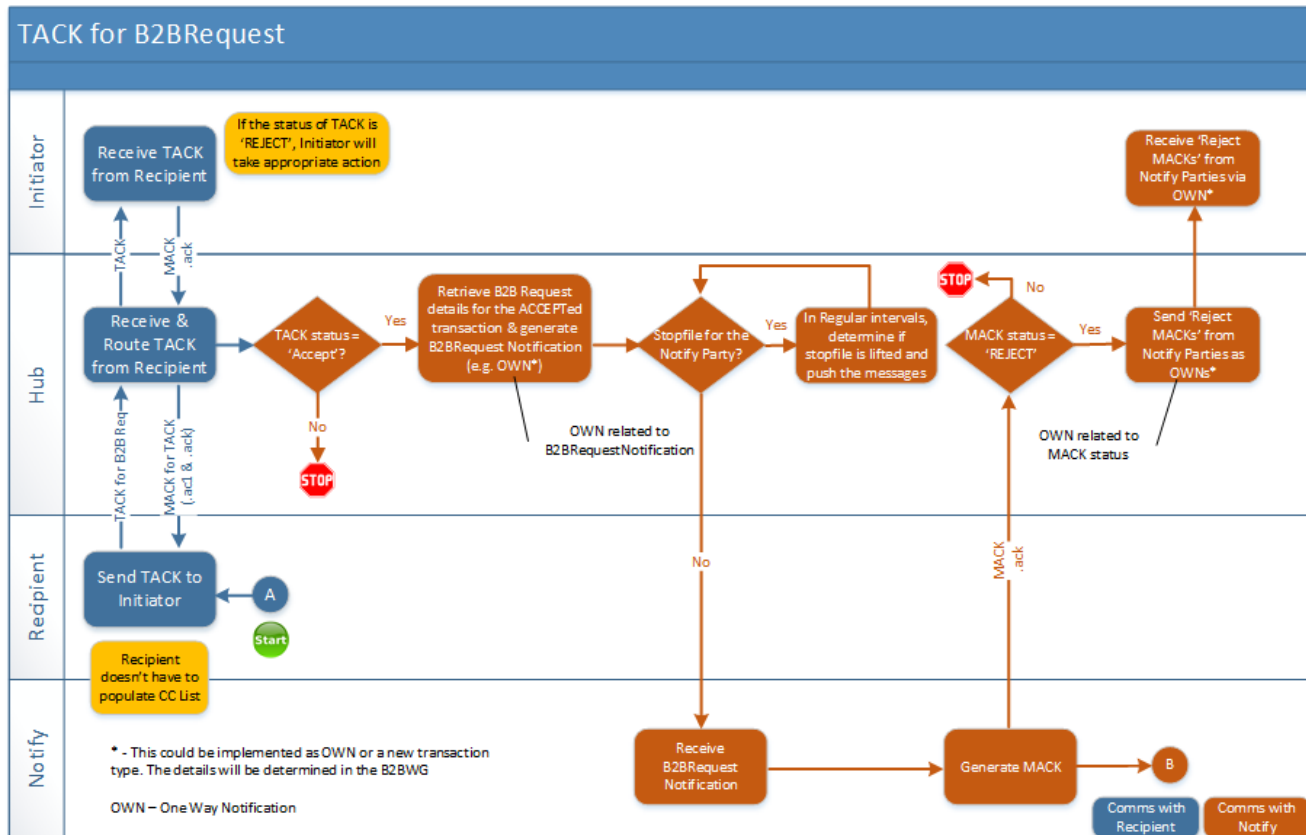 TACK for B2BRequest
Initiator
Receive TACK
from Recipient
If the status of TACK is
'REJECT', Initiator will
take appropriate action
Receive 'Reject
MACKs' from
Notify Parties via
OWN*
TACK
MACK
.ack
Hub
Receive &
Route TACK
from Recipient
TACK status =
'Accept'?
Yes
No
STOP
Retrieve B2B Request
details for the ACCEPTed
transaction & generate
B2BRequest Notification
(e.g. OWN*)
OWN related to
B2BRequestNotification
Stopfile for the
Notify Party?
Yes
In Regular intervals,
determine if
stopfile is lifted and
push the messages
STOP
No
MACK status =
'REJECT'
Yes
Send 'Reject
MACKs' from
Notify Parties as
OWNs*
OWN related to
MACK status
TACK for B2B Req
MACK for TACK
(.ac1 & .ack)
Recipient
Send TACK to
Initiator
A
Start
No
MACK
.ack
Recipient
doesn't have to
populate CC List
Notify
* - This could be implemented as OWN or a new transaction
type. The details will be determined in the B2BWG
OWN – One Way Notification
Receive
B2BRequest
Notification
Generate MACK
B
Comms with
Recipient
Comms with
Notify